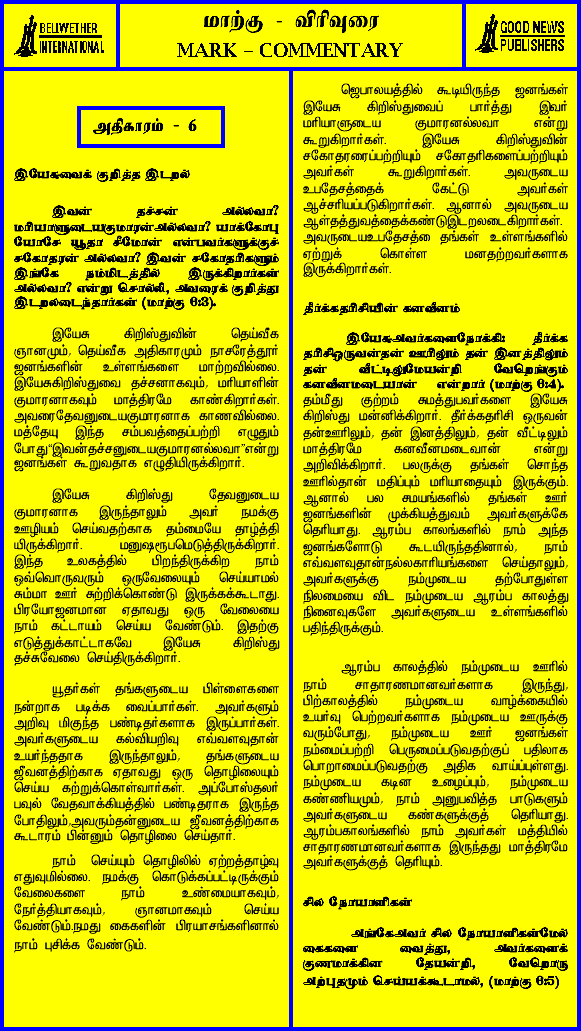 BELWETHER
INTERNATIONAL
மாற்கு - விரிவுரை
MARK – COMMENTARY
GOOD NEWS
PUBLISHERS
அதிகாரம் - 6
இயேசுவைக் குறித்த இடறல்
இவன் தச்சன் அல்லவா?
மரியாளுடையகுமாரன்அல்லவா? யாக்கோபு
யோசே யூதா சீமோன் என்பவர்களுக்குச்
சகோதரன் அல்லவா? இவன் சகோதரிகளும்
இங்கே நம்மிடத்தில் இருக்கிறார்கள்
அல்லவா? என்று சொல்லி, அவரைக் குறித்து
இடறலடைந்தார்கள் (மாற்கு 6:3).
இயேசு கிறிஸ்துவின் தெய்வீக
ஞானமும், தெய்வீக அதிகாரமும் நாசரேத்தூர்
ஜனங்களின் உள்ளங்களை மாற்றவில்லை.
இயேசுகிறிஸ்துவை தச்சனாகவும், மரியாளின்
குமாரனாகவும் மாத்திரமே காண்கிறார்கள்.
அவரைதேவனுடையகுமாரனாக காணவில்லை.
மத்தேயு இந்த சம்பவத்தைப்பற்றி எழுதும்
போது"இவன்தச்சனுடையகுமாரனல்லவா"என்று
ஜனங்கள் கூறுவதாக எழுதியிருக்கிறார்.
இயேசு கிறிஸ்து தேவனுடைய
குமாரனாக இருந்தாலும் அவர் நமக்கு
ஊழியம் செய்வதற்காக தம்மையே தாழ்த்தி
யிருக்கிறார். மனுஷரூபமெடுத்திருக்கிறார்.
இந்த உலகத்தில் பிறந்திருக்கிற நாம்
ஒவ்வொருவரும் ஒருவேலையும் செய்யாமல்
சும்மா ஊர் சுற்றிக்கொண்டு இருக்கக்கூடாது.
பிரயோஜனமான ஏதாவது ஒரு வேலையை
நாம் கட்டாயம் செய்ய வேண்டும். இதற்கு
எடுத்துக்காட்டாகவே இயேசு கிறிஸ்து
தச்சுவேலை செய்திருக்கிறார்.
யூதர்கள் தங்களுடைய பிள்ளைகளை
நன்றாக படிக்க வைப்பார்கள். அவர்களும்
அறிவு மிகுந்த பண்டிதர்களாக இருப்பார்கள்.
அவர்களுடைய கல்வியறிவு எவ்வளவுதான்
உயர்ந்ததாக இருந்தாலும், தங்களுடைய
ஜீவனத்திற்காக ஏதாவது ஒரு தொழிலையும்
செய்ய கற்றுக்கொள்வார்கள். அப்போஸ்தலர்
பவுல் வேதவாக்கியத்தில் பண்டிதராக இருந்த
போதிலும்,அவரும்தன்னுடைய ஜீவனத்திற்காக
கூடாரம் பின்னும் தொழிலை செய்தார்.
நாம் செய்யும் தொழிலில் ஏற்றத்தாழ்வு
எதுவுமில்லை. நமக்கு கொடுக்கப்பட்டிருக்கும்
வேலைகளை நாம் உண்மையாகவும்,
நேர்த்தியாகவும், ஞானமாகவும் செய்ய
வேண்டும்.நமது கைகளின் பிரயாசங்களினால்
நாம் புசிக்க வேண்டும்.
ஜெபாலயத்தில் கூடியிருந்த ஜனங்கள்
இயேசு கிறிஸ்துவைப் பார்த்து இவர்
மரியாளுடைய குமாரனல்லவா என்று
கூறுகிறார்கள். இயேசு கிறிஸ்துவின்
சகோதரரைப்பற்றியும் சகோதரிகளைப்பற்றியும்
அவர்கள் கூறுகிறார்கள். அவருடைய
உபதேசத்தைக் கேட்டு அவர்கள்
ஆச்சரியப்படுகிறார்கள். ஆனால் அவருடைய
ஆள்தத்துவத்தைக்கண்டுஇடறலடைகிறார்கள்.
அவருடையஉபதேசத்தை தங்கள் உள்ளங்களில்
ஏற்றுக் கொள்ள மனதற்றவர்களாக
இருக்கிறார்கள்.
தீர்க்கதரிசியின் கனவீனம்
இயேசுஅவர்களைநோக்கி: தீர்க்க
தரிசிஒருவன்தன் ஊரிலும் தன் இனத்திலும்
தன் வீட்டிலுமேயன்றி வேறெங்கும்
கனவீனமடையான் என்றார் (மாற்கு 6:4).
தம்மீது குற்றம் சுமத்துபவர்களை இயேசு
கிறிஸ்து மன்னிக்கிறார். தீர்க்கதரிசி ஒருவன்
தன்ஊரிலும், தன் இனத்திலும், தன் வீட்டிலும்
மாத்திரமே கனவீனமடைவான் என்று
அறிவிக்கிறார். பலருக்கு தங்கள் சொந்த
ஊரில்தான் மதிப்பும் மரியாதையும் இருக்கும்.
ஆனால் பல சமயங்களில் தங்கள் ஊர்
ஜனங்களின் முக்கியத்துவம் அவர்களுக்கே
தெரியாது. ஆரம்ப காலங்களில் நாம் அந்த
ஜனங்களோடு கூடயிருந்ததினால், நாம்
எவ்வளவுதான்நல்லகாரியங்களை செய்தாலும்,
அவர்களுக்கு நம்முடைய தற்போதுள்ள
நிலமையை விட நம்முடைய ஆரம்ப காலத்து
நினைவுகளே அவர்களுடைய உள்ளங்களில்
பதிந்திருக்கும்.
ஆரம்ப காலத்தில் நம்முடைய ஊரில்
நாம் சாதாரணமானவர்களாக இருந்து,
பிற்காலத்தில் நம்முடைய வாழ்க்கையில்
உயர்வு பெற்றவர்களாக நம்முடைய ஊருக்கு
வரும்போது, நம்முடைய ஊர் ஜனங்கள்
நம்மைப்பற்றி பெருமைப்படுவதற்குப் பதிலாக
பொறாமைப்படுவதற்கு அதிக வாய்ப்புள்ளது.
நம்முடைய கடின உழைப்பும், நம்முடைய
கண்ணியமும், நாம் அனுபவித்த பாடுகளும்
அவர்களுடைய கண்களுக்குத் தெரியாது.
ஆரம்பகாலங்களில் நாம் அவர்கள் மத்தியில்
சாதாரணமானவர்களாக இருந்தது மாத்திரமே
அவர்களுக்குத் தெரியும்.
சில நோயாளிகள்
அங்கேஅவர் சில நோயாளிகள்மேல்
கைகளை வைத்து, அவர்களைக்
குணமாக்கின தேயன்றி, வேறொரு
அற்புதமும் செய்யக்கூடாமல், (மாற்கு 6:5)